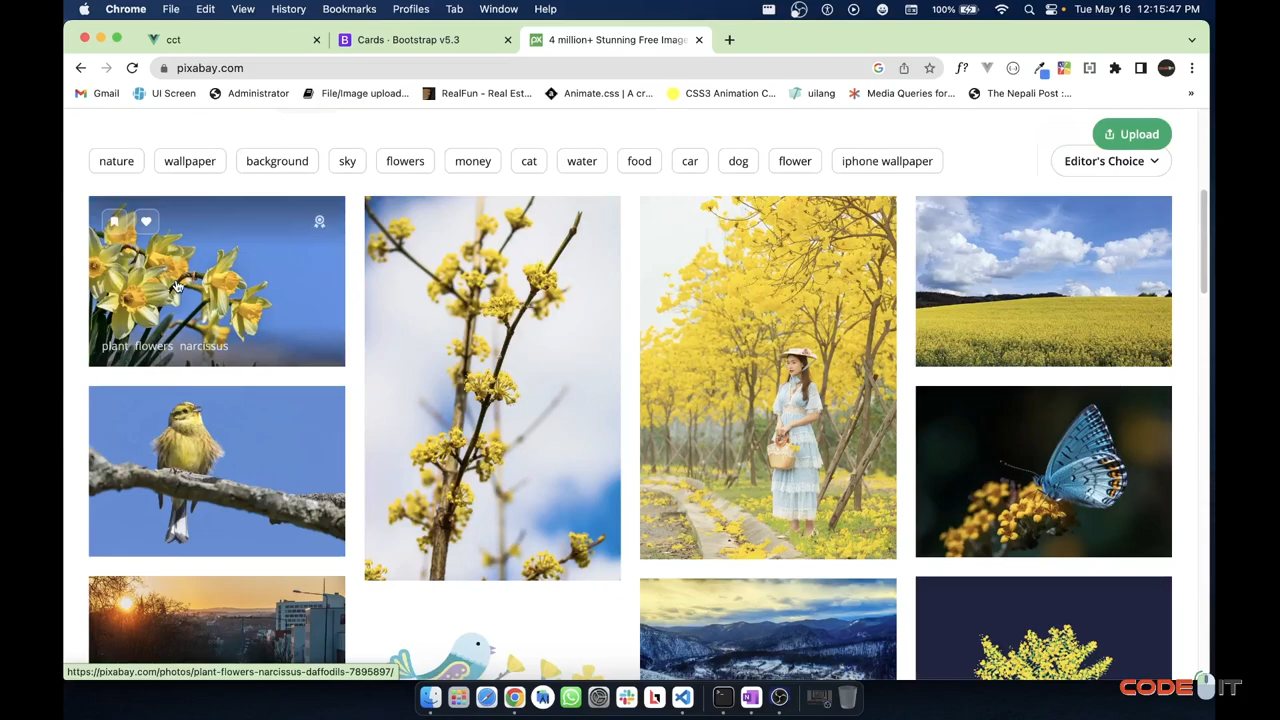 Chrome File Edit View History Bookmarks Profiles Tab Window Help 100% Tue May 16 12:15:47 PM
cct Cards · Bootstrap v5.3 4 million+ Stunning Free Image
pixabay.com
Gmail UI Screen Administrator File/Image upload... RealFun - Real Est... Animate.css | A cr... CSS3 Animation C... uilang Media Queries for... The Nepali Post :... »
Upload
nature wallpaper background sky flowers money cat water food car dog flower iphone wallpaper Editor's Choice
plant flowers narcissus
https://pixabay.com/photos/plant-flowers-narcissus-daffodils-7895897/
CODE IT